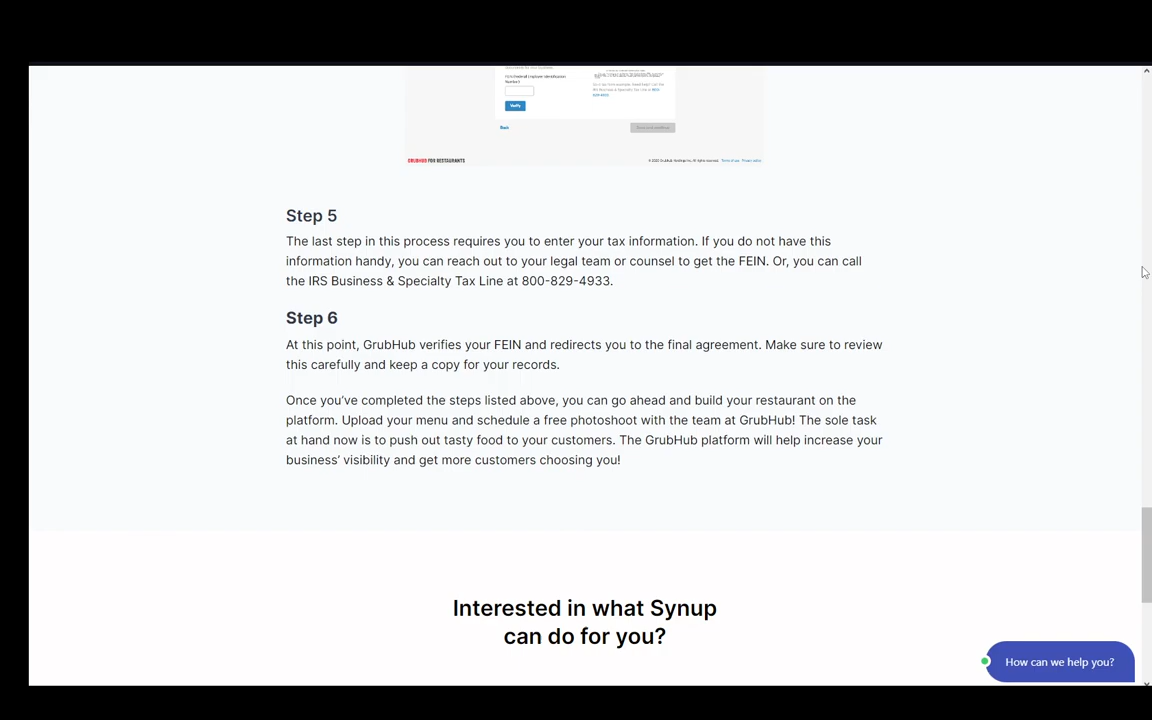 Verify
Back
GRUBHUB FOR RESTAURANTS
Step 5
The last step in this process requires you to enter your tax information. If you do not have this
information handy, you can reach out to your legal team or counsel to get the FEIN. Or, you can call
the IRS Business & Specialty Tax Line at 800-829-4933.
Step 6
At this point, GrubHub verifies your FEIN and redirects you to the final agreement. Make sure to review
this carefully and keep a copy for your records.
Once you’ve completed the steps listed above, you can go ahead and build your restaurant on the
platform. Upload your menu and schedule a free photoshoot with the team at GrubHub! The sole task
at hand now is to push out tasty food to your customers. The GrubHub platform will help increase your
business’ visibility and get more customers choosing you!
Interested in what Synup
can do for you?
How can we help you?